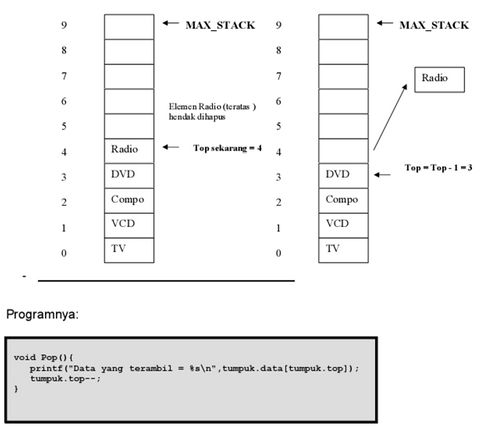 9 MAX_STACK 9 MAX_STACK
8 8
7 7 Radio
6 6
Elemen Radio (teratas )
hendak dihapus
5 5
4 Radio Top sekarang = 4 4
3 DVD 3 DVD Top = Top - 1 = 3
2 Compo 2 Compo
1 VCD 1 VCD
0 TV 0 TV
-
Programnya:
void Pop(){
printf("Data yang terambil = %s\n",tumpuk.data[tumpuk.top]);
tumpuk.top--;
}